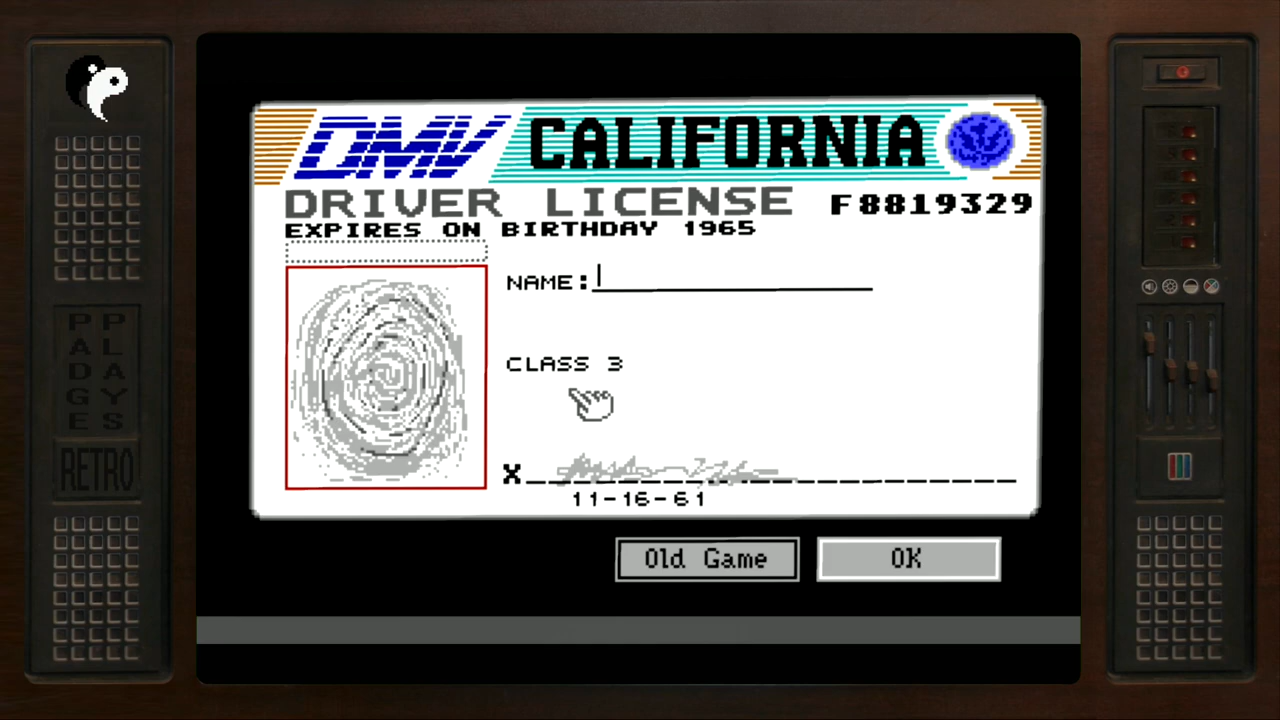 DMV CALIFORNIA
DRIVER LICENSE F8819329
EXPIRES ON BIRTHDAY 1965
NAME:
CLASS 3
X
11-16-61
Old Game OK
PADGE
PLAYS
RETRO